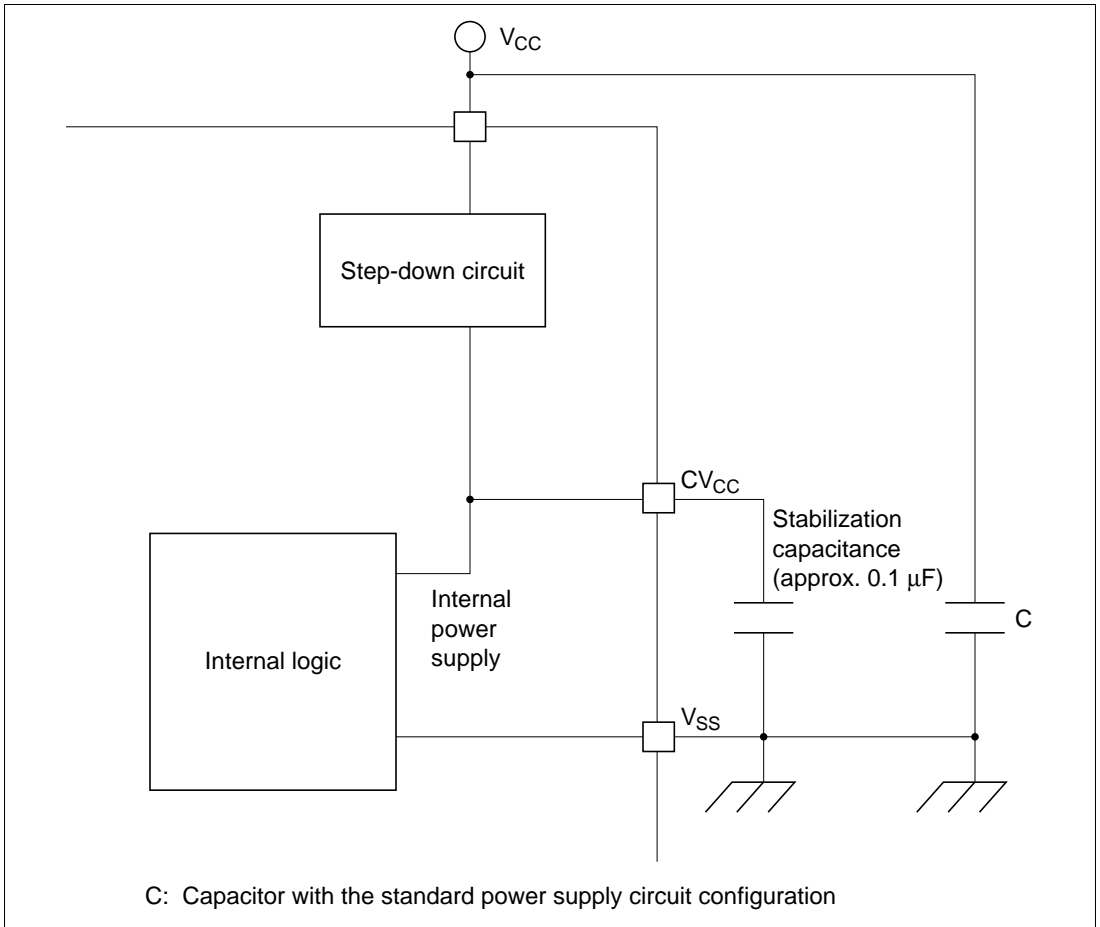 VCC
Step-down circuit
CVCC
Stabilization
capacitance
(approx. 0.1 μF)
Internal
power
supply
C
Internal logic
VSS
C: Capacitor with the standard power supply circuit configuration